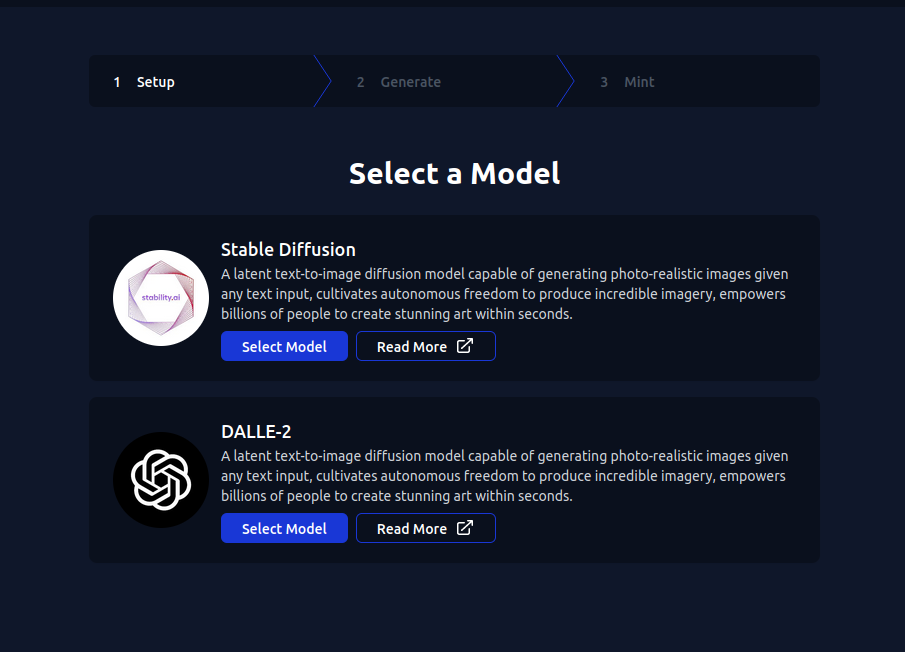 1 Setup 2 Generate 3 Mint
Select a Model
Stable Diffusion
A latent text-to-image diffusion model capable of generating photo-realistic images given
any text input, cultivates autonomous freedom to produce incredible imagery, empowers
billions of people to create stunning art within seconds.
stability.ai
Select Model Read More
DALLE-2
A latent text-to-image diffusion model capable of generating photo-realistic images given
any text input, cultivates autonomous freedom to produce incredible imagery, empowers
billions of people to create stunning art within seconds.
Select Model Read More